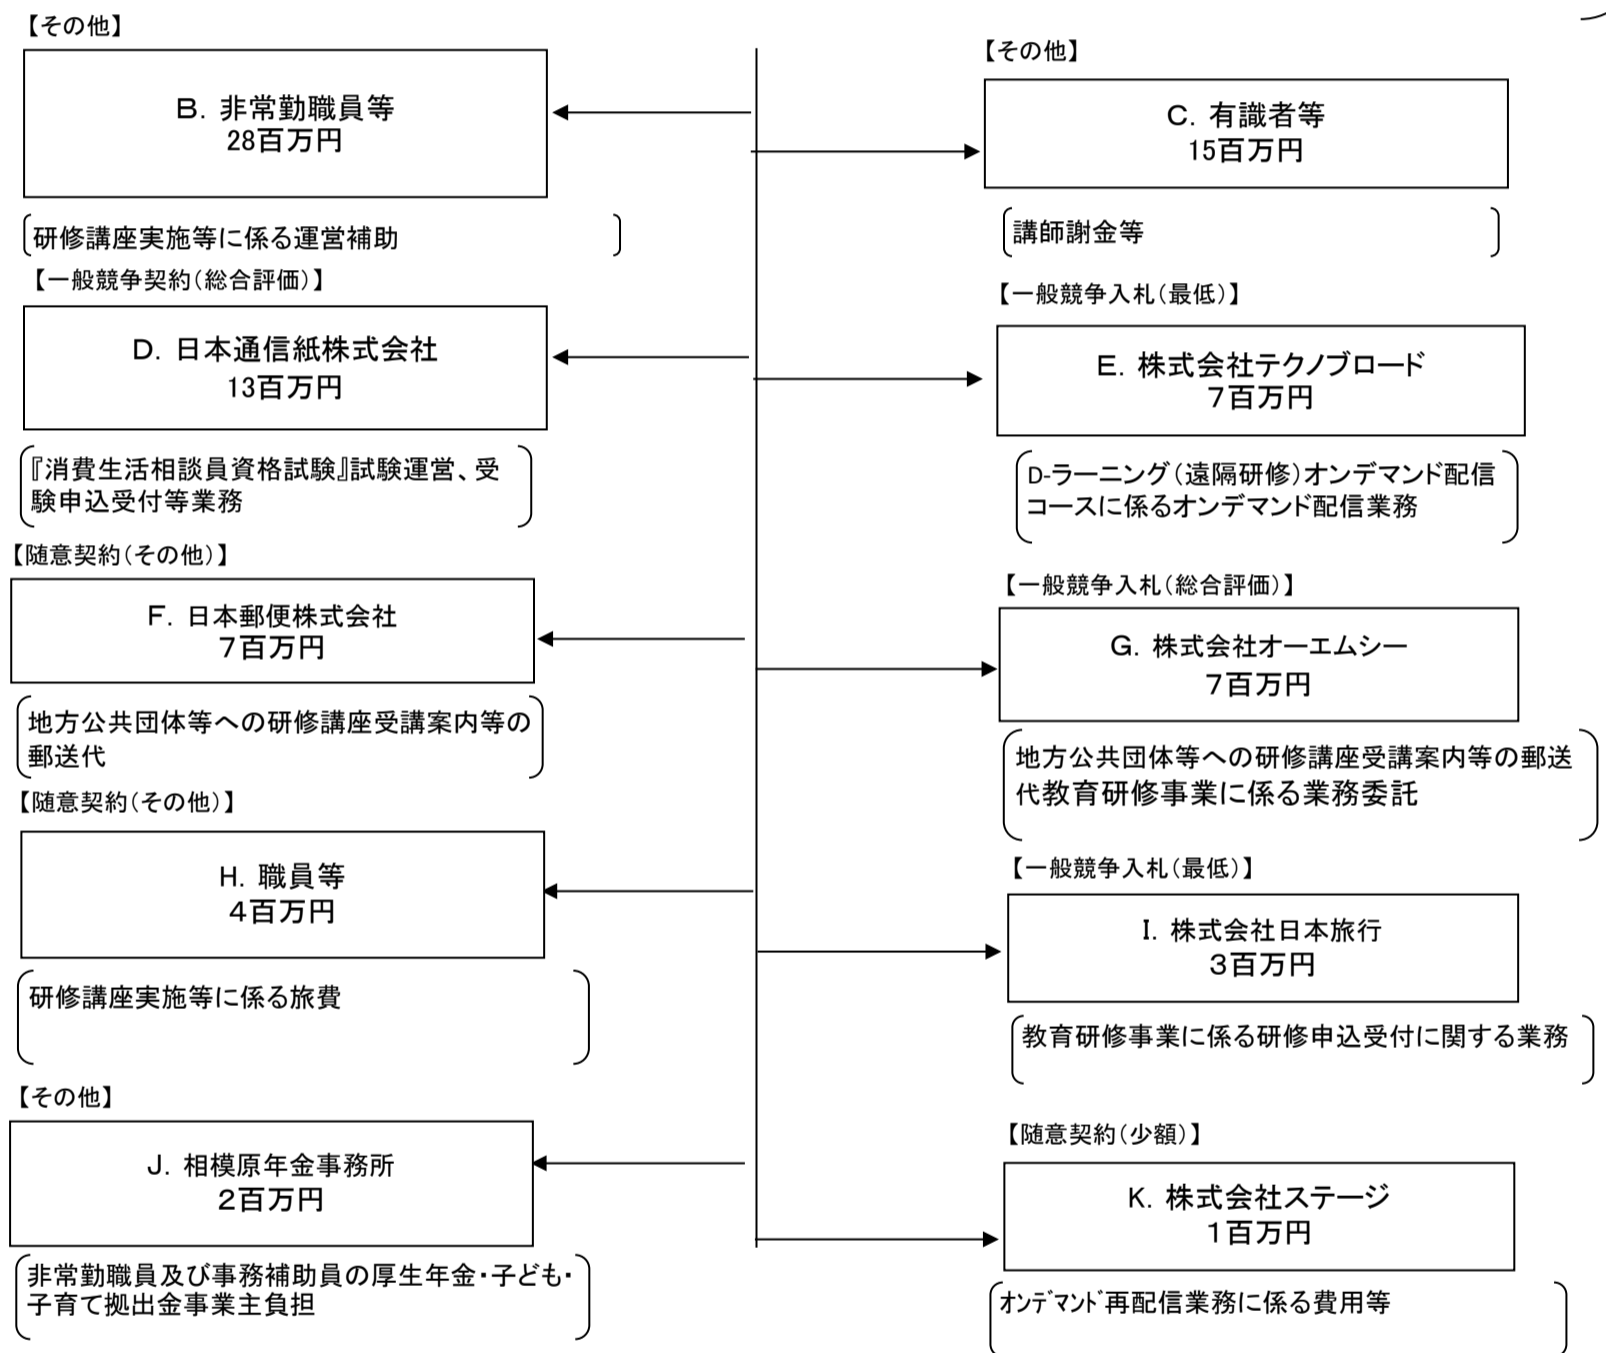 【その他】
B. 非常勤職員等
28百万円
研修講座実施等に係る運営補助
【その他】
C. 有識者等
15百万円
講師謝金等
【一般競争契約(総合評価)】
D. 日本通信紙株式会社
13百万円
『消費生活相談員資格試験』試験運営、受
験申込受付等業務
【一般競争入札(最低)】
E. 株式会社テクノブロード
7百万円
D-ラーニング(遠隔研修)オンデマンド配信
コースに係るオンデマンド配信業務
【随意契約(その他)】
F. 日本郵便株式会社
7百万円
地方公共団体等への研修講座受講案内等の
郵送代
【一般競争入札(総合評価)】
G. 株式会社オーエムシー
7百万円
地方公共団体等への研修講座受講案内等の郵送
代教育研修事業に係る業務委託
【随意契約(その他)】
H. 職員等
4百万円
研修講座実施等に係る旅費
【一般競争入札(最低)】
I. 株式会社日本旅行
3百万円
教育研修事業に係る研修申込受付に関する業務
【その他】
J. 相模原年金事務所
2百万円
非常勤職員及び事務補助員の厚生年金・子ども・
子育て拠出金事業主負担
【随意契約(少額)】
K. 株式会社ステージ
1百万円
オンデマンド再配信業務に係る費用等